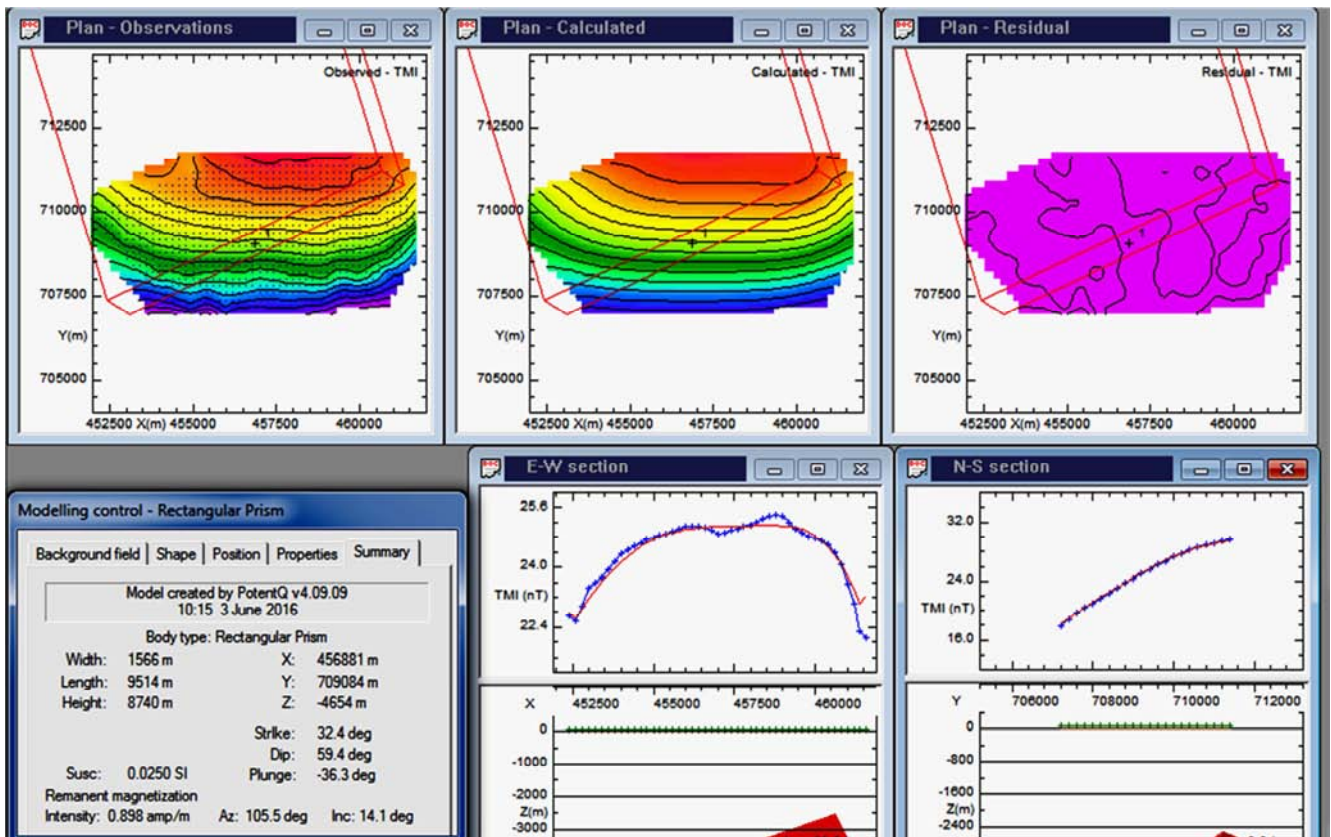 Plan - Observations
Observed - TMI
712500
710000
1
707500
Y(m)
705000
452500 X(m) 455000 457500 460000
Plan - Calculated
Calculated - TMI
712500
710000
1
707500
Y(m)
705000
452500 X(m) 455000 457500 460000
Plan - Residual
Residual - TMI
712500
710000
1
707500
Y(m)
705000
452500 X(m) 455000 457500 460000
Modelling control - Rectangular Prism
Background field Shape Position Properties Summary
Model created by PotentQ v4.09.09
10:15 3 June 2016
Body type: Rectangular Prism
Width: 1566 m X: 456881 m
Length: 9514 m Y: 709084 m
Height: 8740 m Z: -4654 m
Strike: 32.4 deg
Dip: 59.4 deg
Susc: 0.0250 SI Plunge: -36.3 deg
Remanent magnetization
Intensity: 0.898 amp/m Az: 105.5 deg Inc: 14.1 deg
E-W section
25.6
24.0
TMI (nT)
22.4
X 452500 455000 457500 460000
0
-1000
-2000
Z(m)
-3000
N-S section
32.0
24.0
TMI (nT)
16.0
Y 706000 708000 710000 712000
0
-800
-1600
Z(m)
-2400